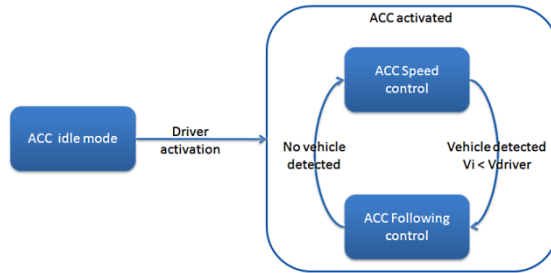 ACC activated
ACC Speed
control
ACC idle mode
Driver
activation
No vehicle
detected
Vehicle detected
Vi < Vdriver
ACC Following
control